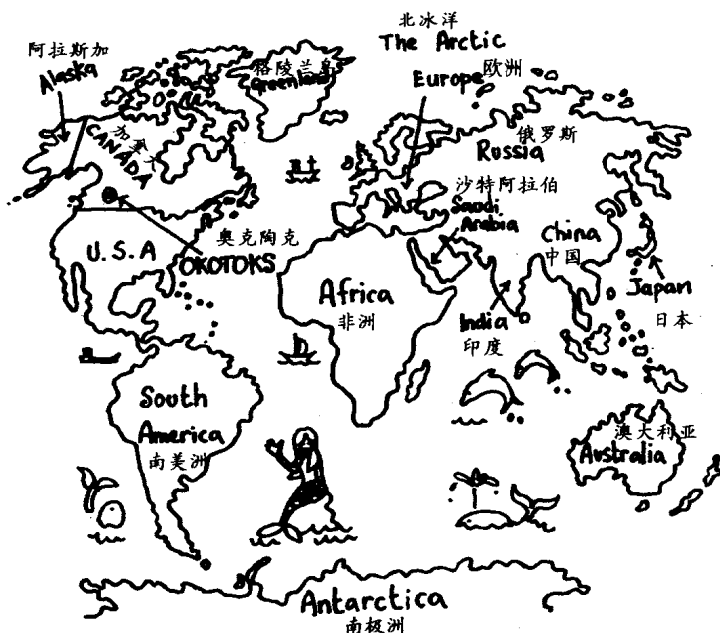 北冰洋
The Arctic
阿拉斯加
Alaska
格陵兰岛
Greenland
Europe 欧洲
加拿大
CANADA
俄罗斯
Russia
沙特阿拉伯
Saudi
Arabia
U.S.A
奥克陶克
OKOTOKS
China
中国
Africa
非洲
India
印度
Japan
日本
South
America
南美洲
澳大利亚
Australia
Antarctica
南极洲